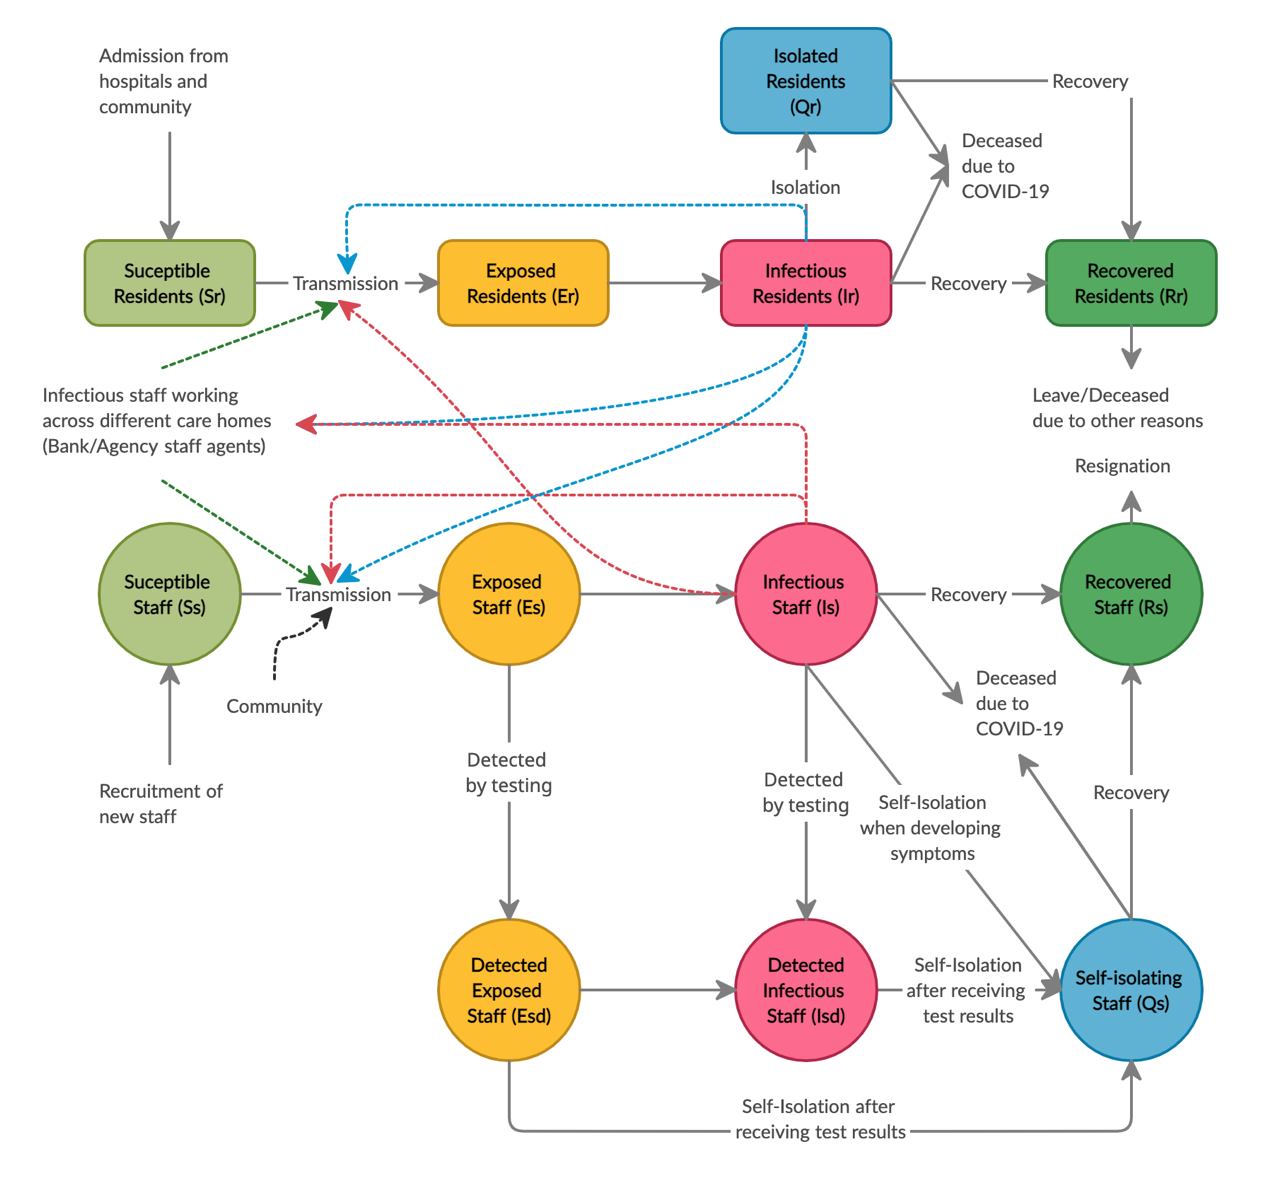 Admission from
hospitals and
community
Isolated
Residents
(Qr)
Recovery
Deceased
due to
COVID-19
Isolation
Suceptible
Residents (Sr)
Transmission
Exposed
Residents (Er)
Infectious
Residents (Ir)
Recovery
Recovered
Residents (Rr)
Infectious staff working
across different care homes
(Bank/Agency staff agents)
Leave/Deceased
due to other reasons
Resignation
Suceptible
Staff (Ss)
Transmission
Exposed
Staff (Es)
Infectious
Staff (Is)
Recovery
Recovered
Staff (Rs)
Community
Deceased
due to
COVID-19
Recruitment of
new staff
Detected
by testing
Detected
by testing
Self-Isolation
when developing
symptoms
Recovery
Detected
Exposed
Staff (Esd)
Detected
Infectious
Staff (Isd)
Self-Isolation
after receiving
test results
Self-isolating
Staff (Qs)
Self-Isolation after
receiving test results